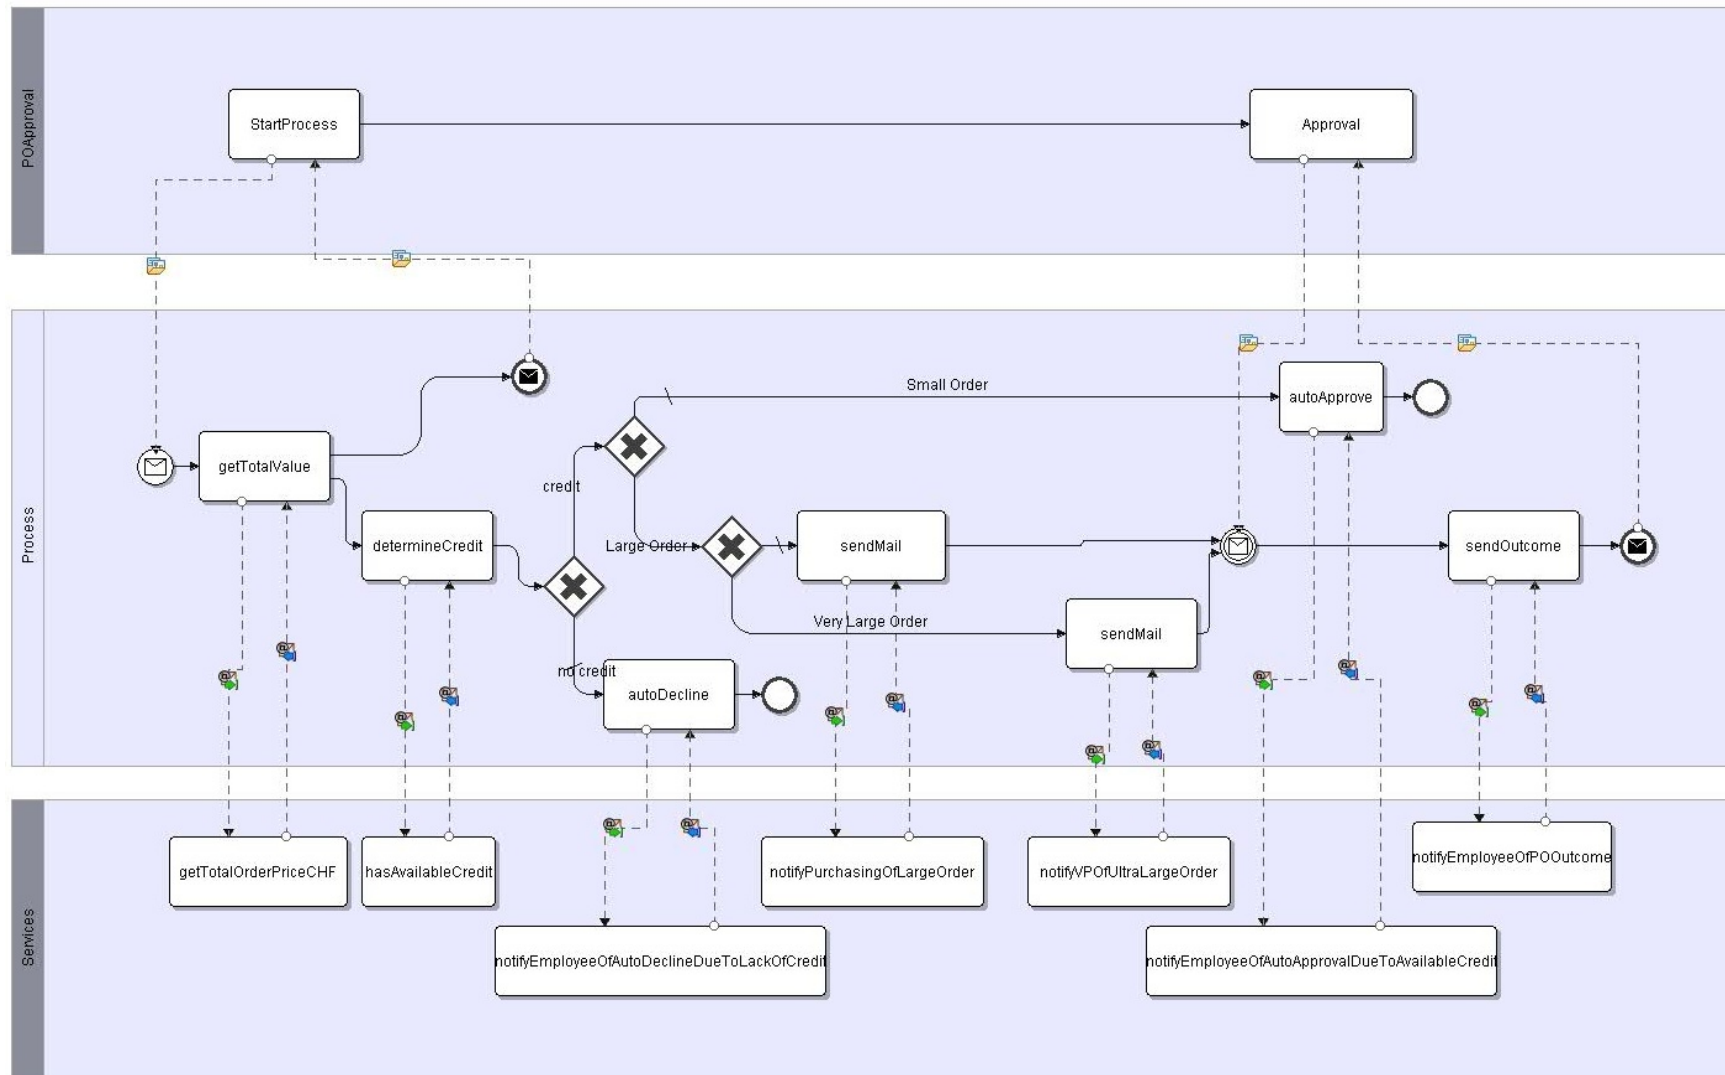 POApproval
StartProcess
Approval
Process
Small Order
autoApprove
getTotalValue
credit
determineCredit
Large Order
sendMail
sendOutcome
Very Large Order
sendMail
no credit
autoDecline
Services
getTotalOrderPriceCHF
hasAvailableCredit
notifyPurchasingOfLargeOrder
notifyVPOfUltraLargeOrder
notifyEmployeeOfPOOutcome
notifyEmployeeOfAutoDeclineDueToLackOfCredit
notifyEmployeeOfAutoApprovalDueToAvailableCredit